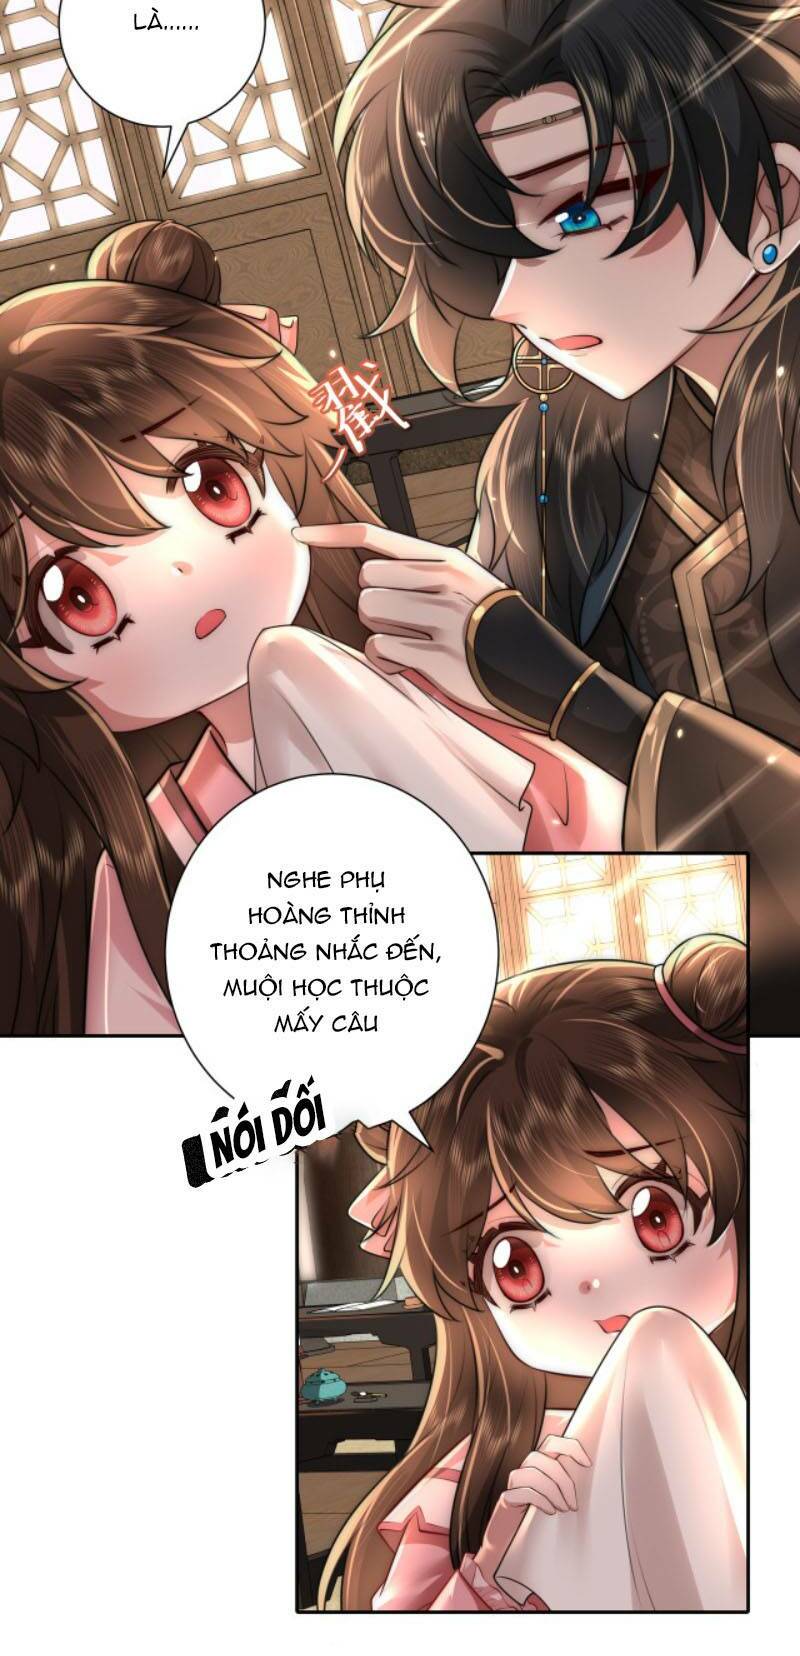 LÀ......
戳
NGHE PHỤ
HOÀNG THỈNH
THOẢNG NHẮC ĐẾN,
MUỘI HỌC THUỘC
MẤY CÂU
NÓI DỐI